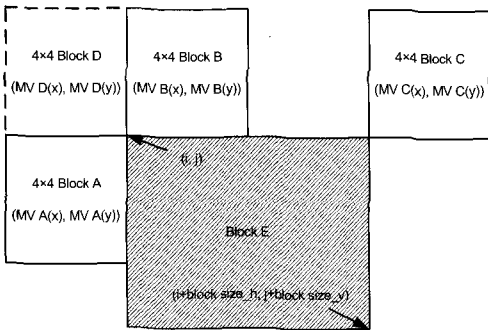 4×4 Block D
(MV D(x), MV D(y))
4×4 Block B
(MV B(x), MV B(y))
4×4 Block C
(MV C(x), MV C(y))
(i, j)
4×4 Block A
(MV A(x), MV A(y))
Block E
(i+block size_h, j+block size_v)